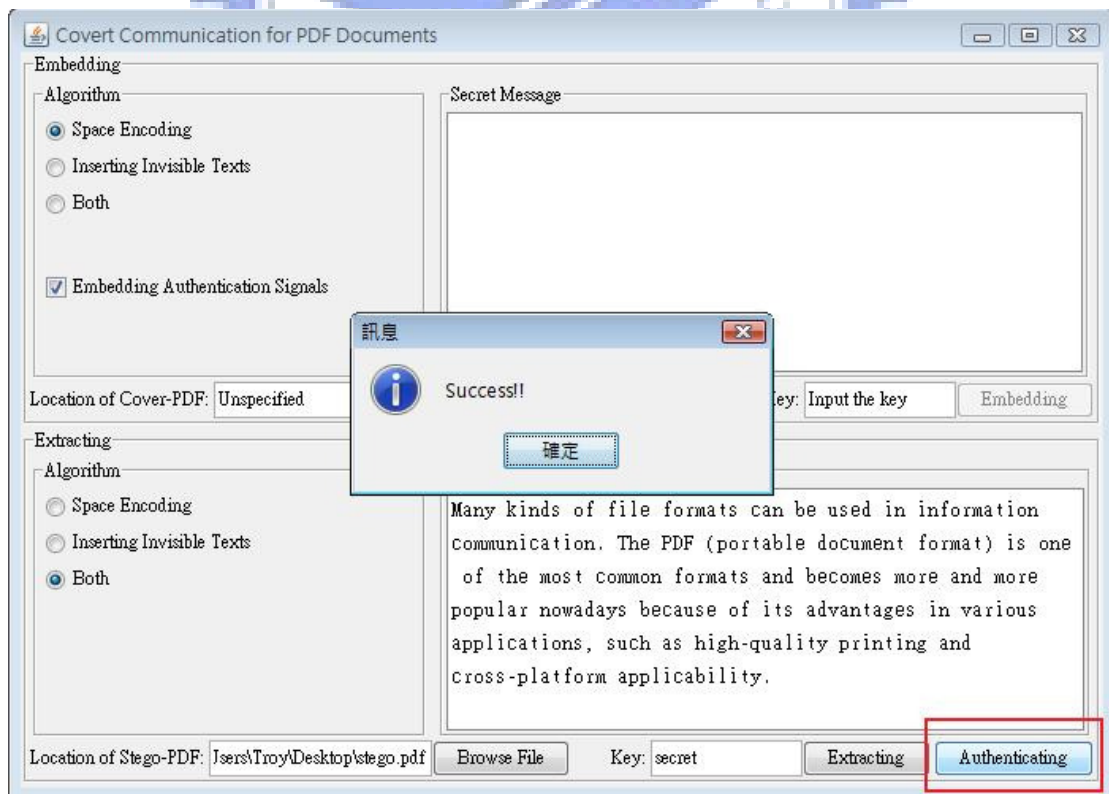 Covert Communication for PDF Documents
Embedding
Algorithm
Space Encoding
Inserting Invisible Texts
Both
Embedding Authentication Signals
Secret Message
Location of Cover-PDF: Unspecified
Key: Input the key
Embedding
訊息
Success!!
確定
Extracting
Algorithm
Space Encoding
Inserting Invisible Texts
Both
Many kinds of file formats can be used in information
communication. The PDF (portable document format) is one
of the most common formats and becomes more and more
popular nowadays because of its advantages in various
applications, such as high-quality printing and
cross-platform applicability.
Location of Stego-PDF: Jsers\Troy\Desktop\stego.pdf Browse File Key: secret Extracting Authenticating